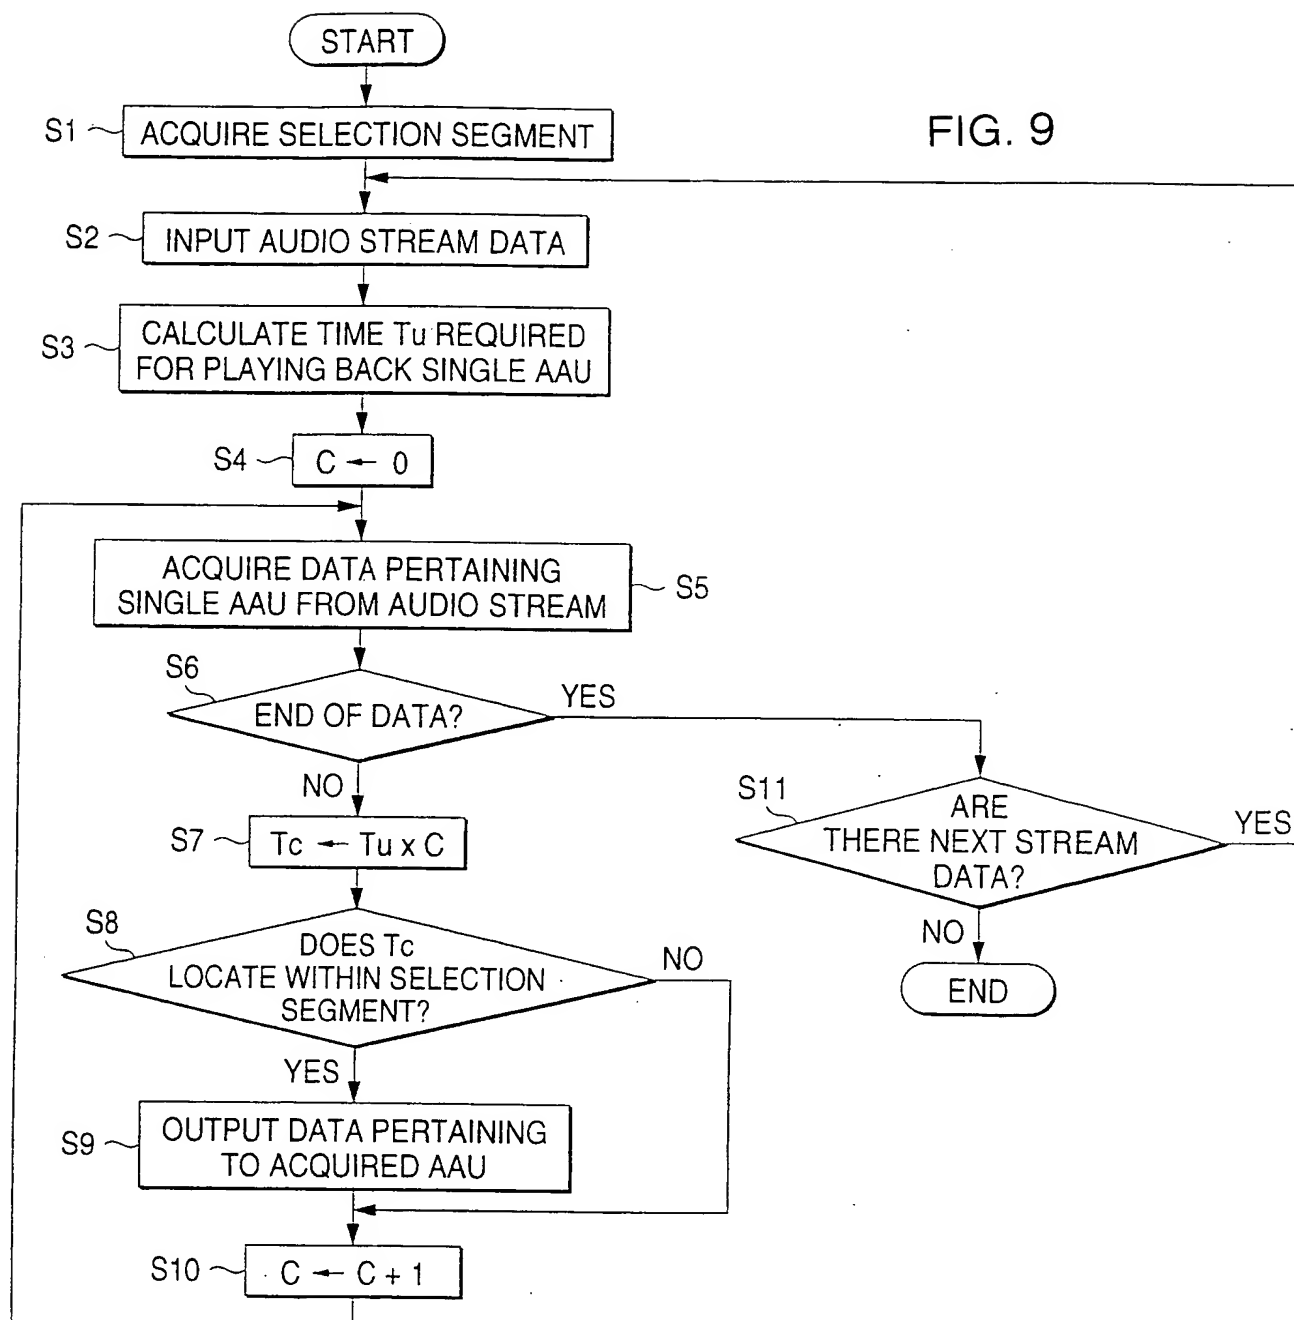 START
FIG. 9
S1
ACQUIRE SELECTION SEGMENT
S2
INPUT AUDIO STREAM DATA
S3
CALCULATE TIME Tu REQUIRED
FOR PLAYING BACK SINGLE AAU
S4
C ← 0
ACQUIRE DATA PERTAINING
SINGLE AAU FROM AUDIO STREAM
S5
S6
END OF DATA?
YES
NO
S7
Tc ← Tu x C
S11
ARE
THERE NEXT STREAM
DATA?
YES
NO
END
S8
DOES Tc
LOCATE WITHIN SELECTION
SEGMENT?
NO
YES
S9
OUTPUT DATA PERTAINING
TO ACQUIRED AAU
S10
C ← C + 1